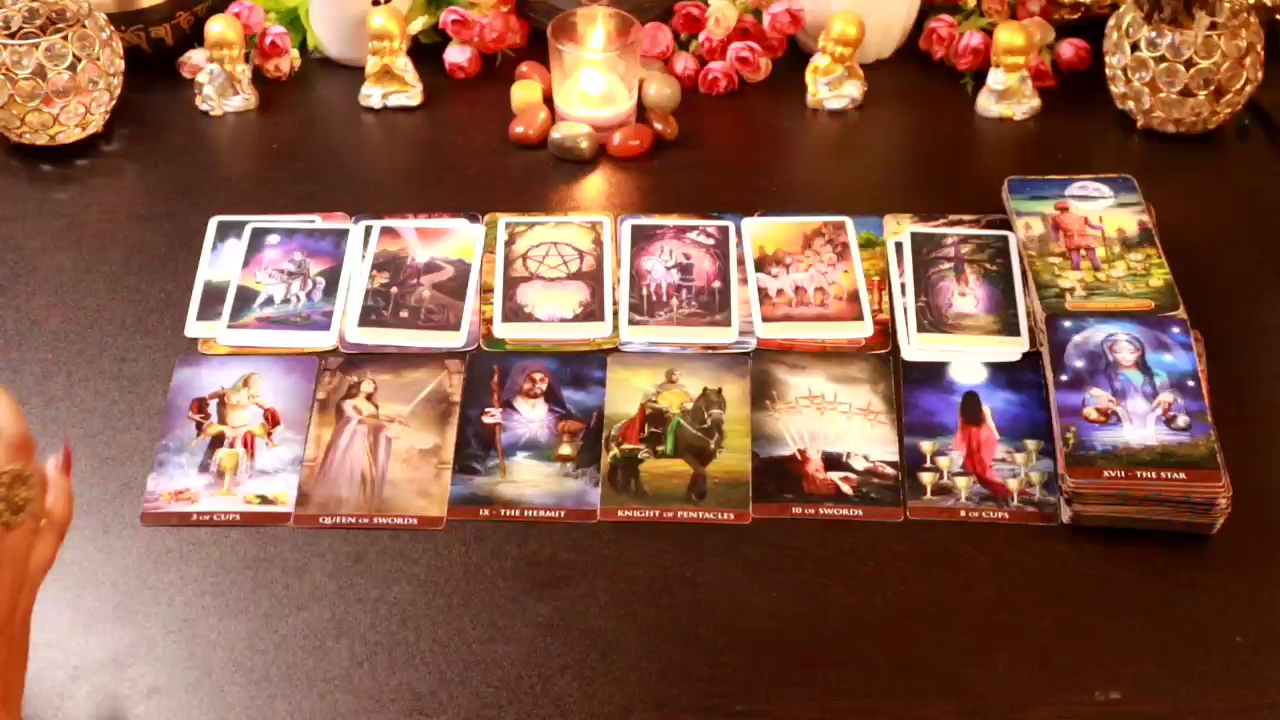 3 OF CUPS
QUEEN OF SWORDS
IX - THE HERMIT
KNIGHT OF PENTACLES
10 OF SWORDS
8 OF CUPS
XVII - THE STAR